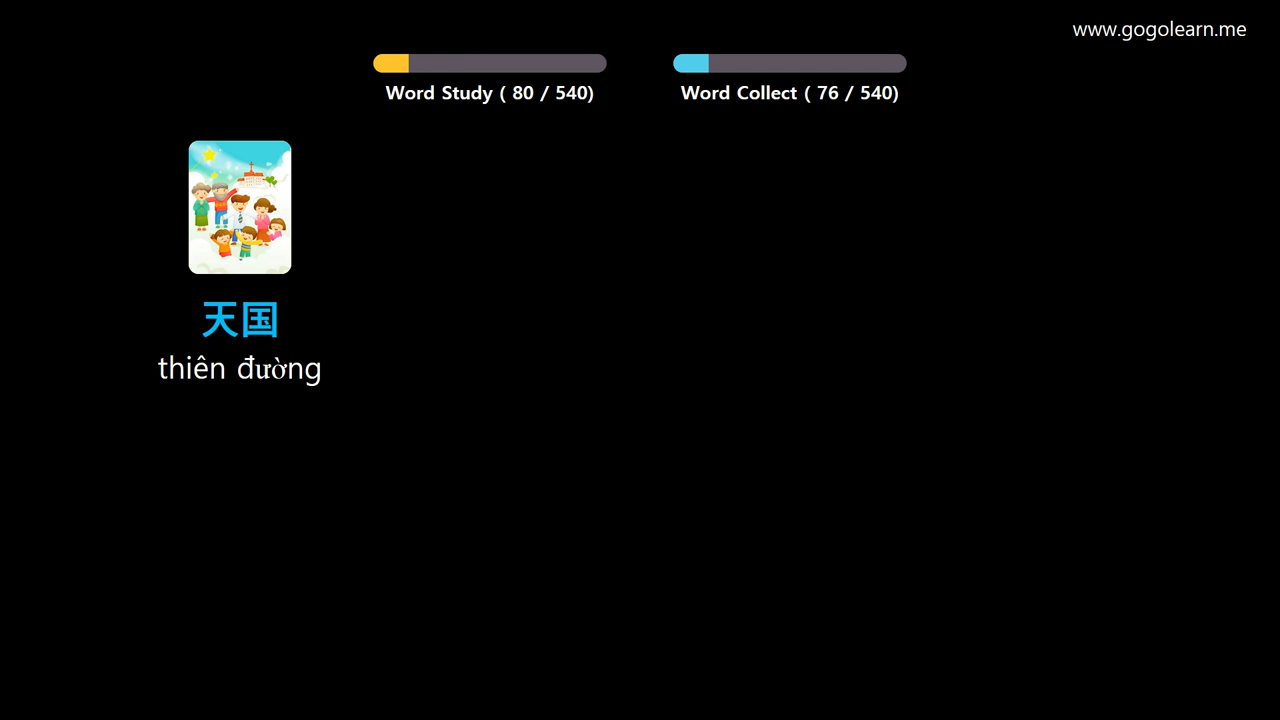 www.gogolearn.me
Word Study ( 80 / 540)
Word Collect ( 76 / 540)
天国
thiên đường